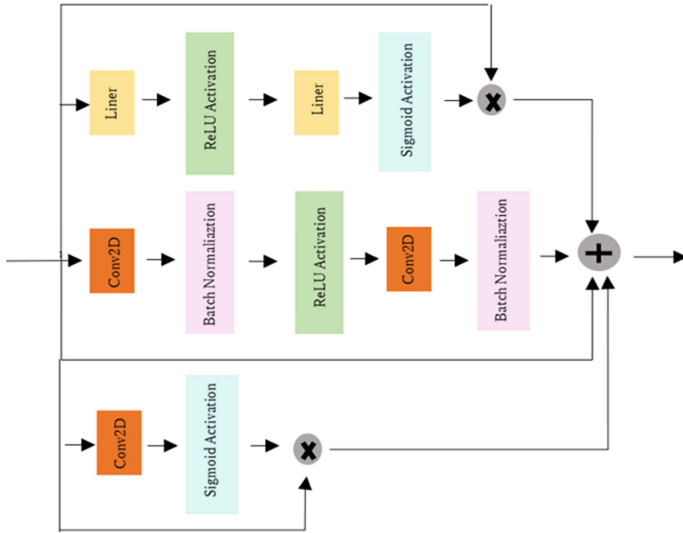 Liner
ReLU Activation
Liner
Sigmoid Activation
Conv2D
Batch Normaliaztion
ReLU Activation
Conv2D
Batch Normaliaztion
Conv2D
Sigmoid Activation